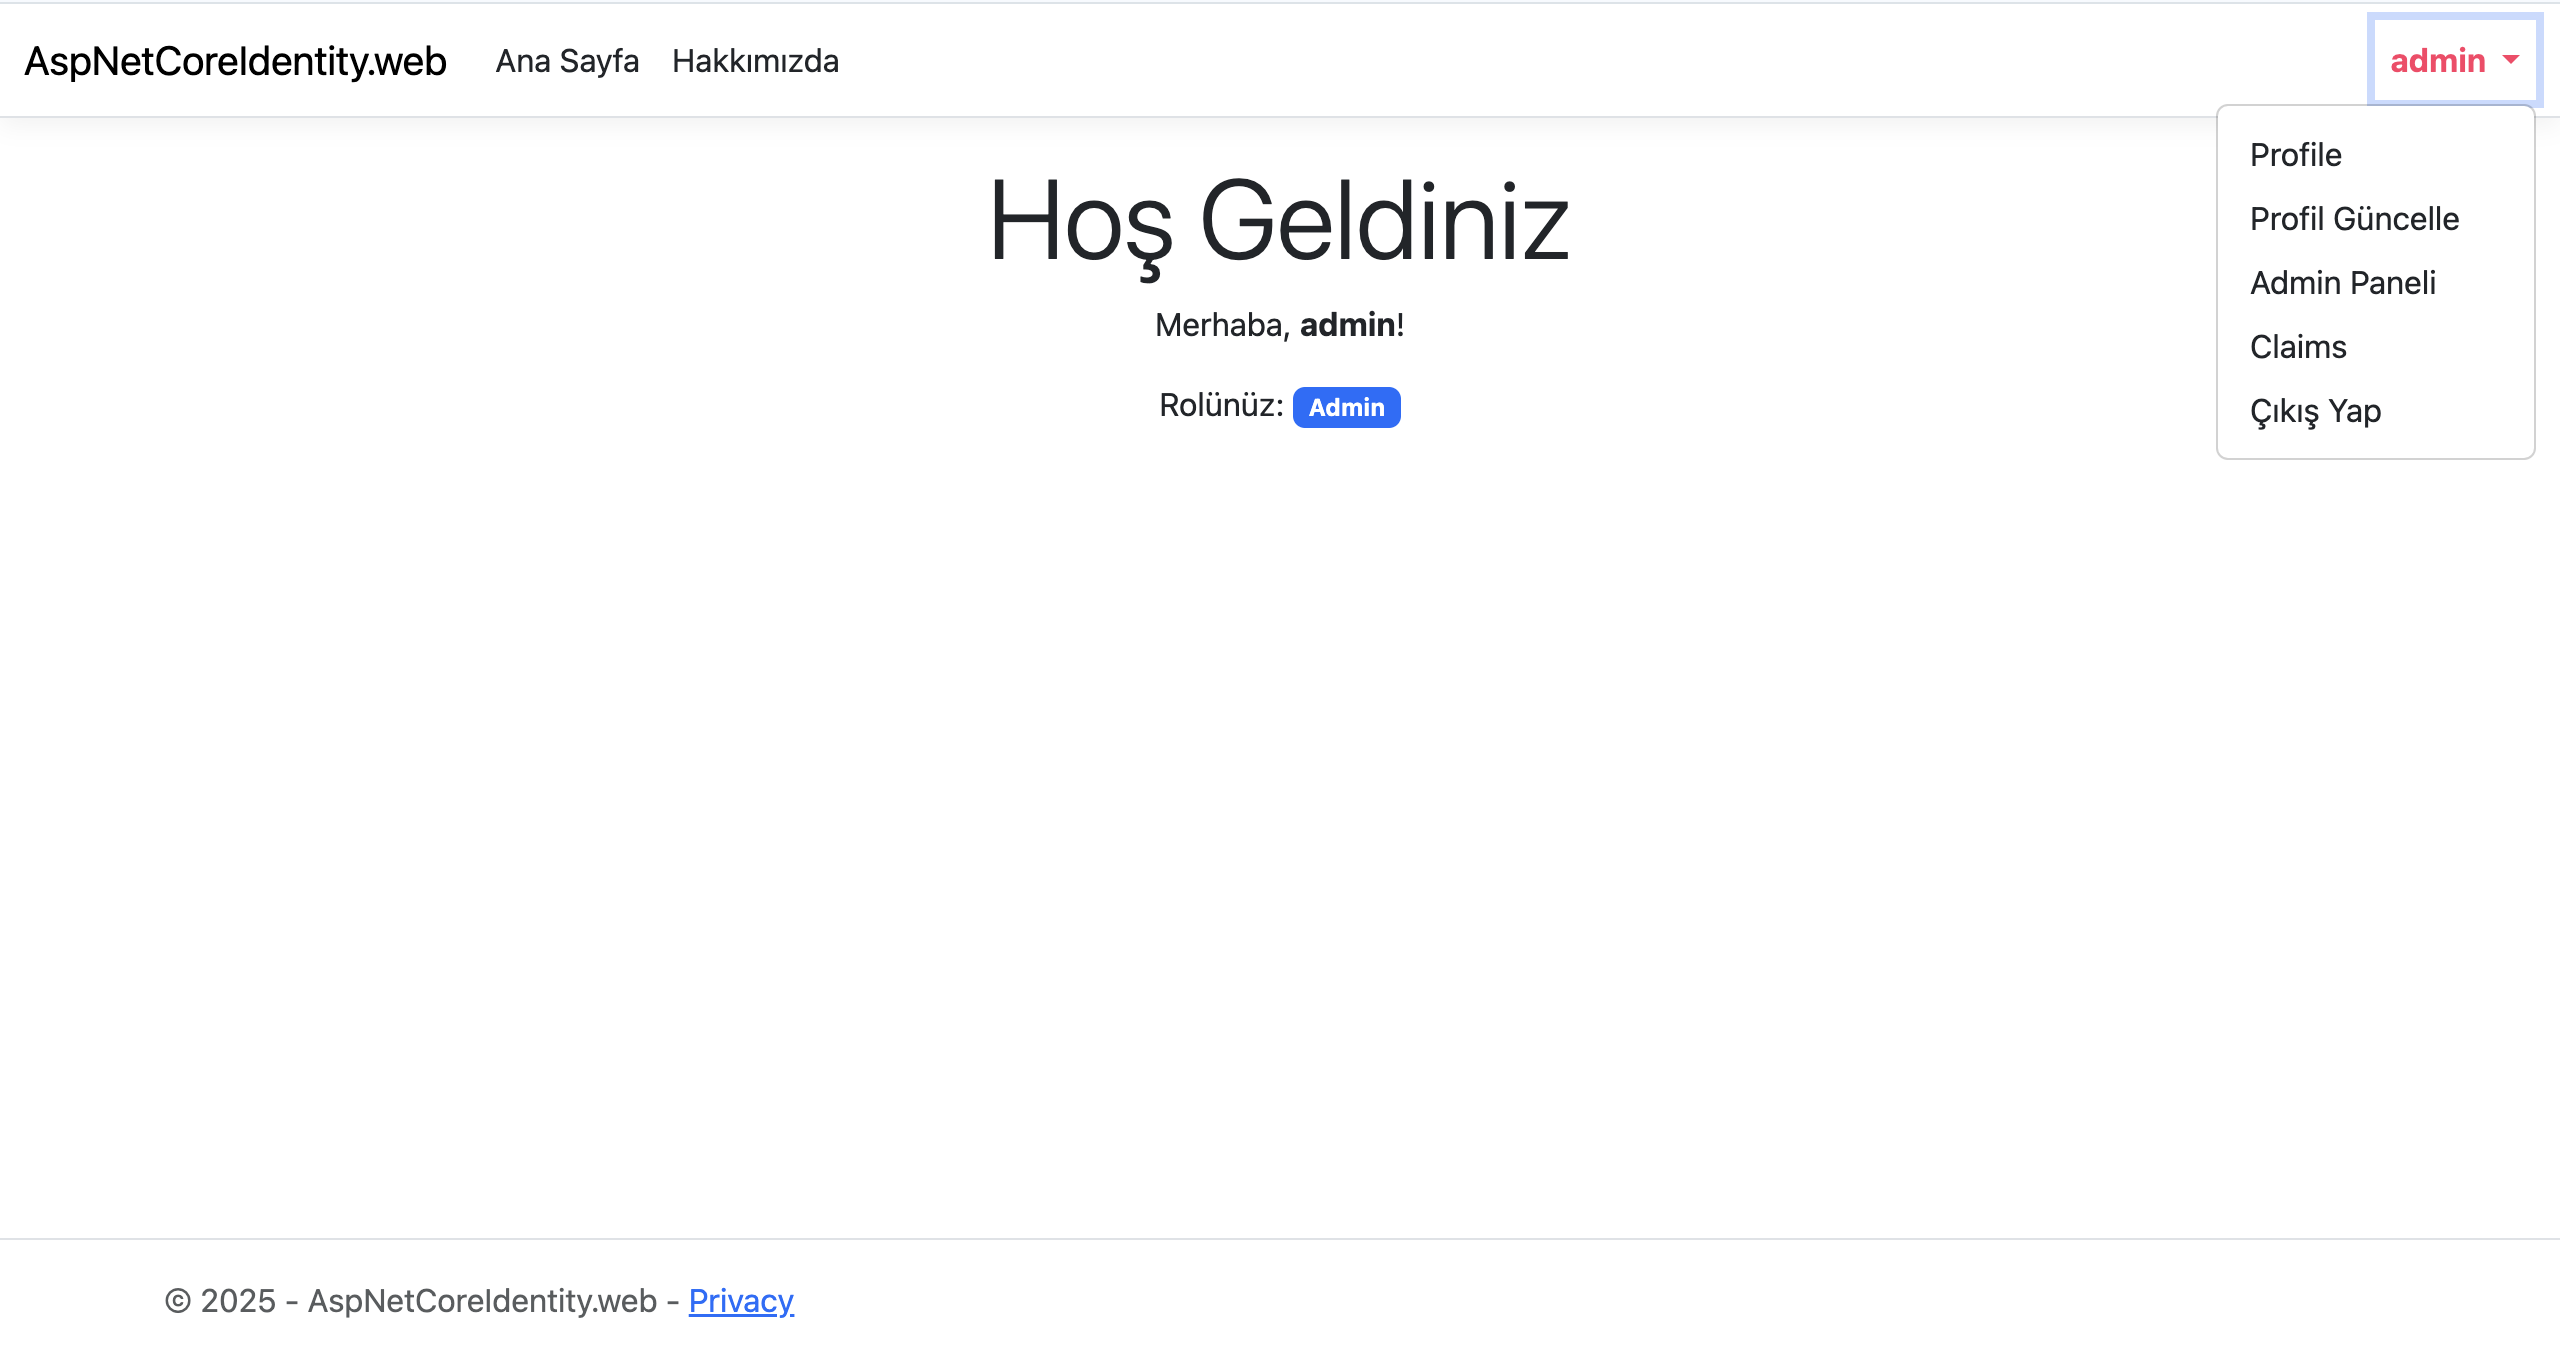 AspNetCoreIdentity.web Ana Sayfa Hakkımızda admin
Profile
Profil Güncelle
Admin Paneli
Claims
Çıkış Yap
Hoş Geldiniz
Merhaba, admin!
Rolünüz: Admin
© 2025 - AspNetCoreIdentity.web - Privacy